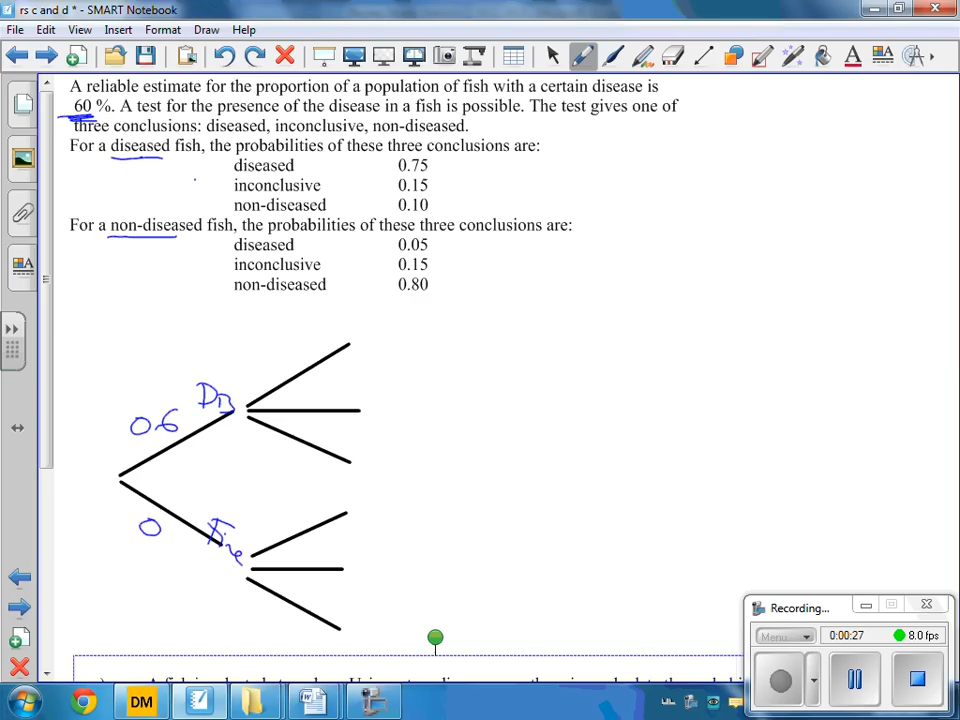 rs c and d * - SMART Notebook
File Edit View Insert Format Draw Help
A reliable estimate for the proportion of a population of fish with a certain disease is
60 %. A test for the presence of the disease in a fish is possible. The test gives one of
three conclusions: diseased, inconclusive, non-diseased.
For a diseased fish, the probabilities of these three conclusions are:
diseased 0.75
inconclusive 0.15
non-diseased 0.10
For a non-diseased fish, the probabilities of these three conclusions are:
diseased 0.05
inconclusive 0.15
non-diseased 0.80
0.6
0
Fine
Recording...
Menu 0:00:27 8.0 fps
DM